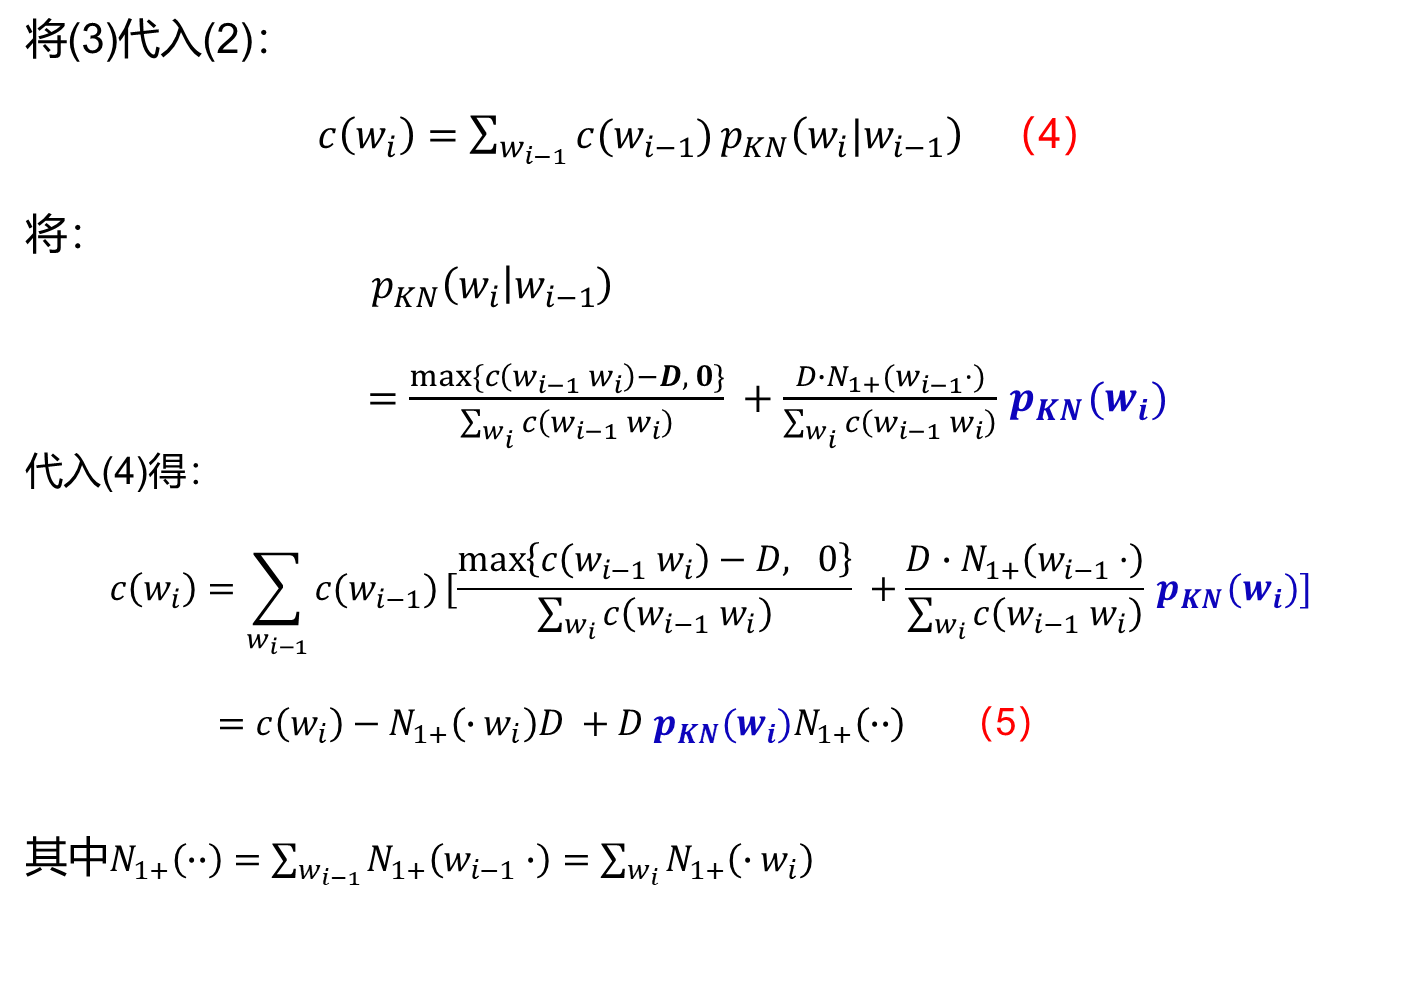 将(3)代入(2)：
c(wᵢ) = ∑_{w_{i−1}} c(w_{i−1}) p_{KN}(w_i|w_{i−1}) （4）
将：
p_{KN}(w_i|w_{i−1})
= \frac{max{c(w_{i−1} w_i)−D, 0}}{∑_{w_i} c(w_{i−1} w_i)} + \frac{D·N_{1+}(w_{i−1}·)}{∑_{w_i} c(w_{i−1} w_i)} p_{KN}(w_i)
代入(4)得：
c(w_i) = ∑_{w_{i−1}} c(w_{i−1}) [\frac{max{c(w_{i−1} w_i) − D, 0}}{∑_{w_i} c(w_{i−1} w_i)} + \frac{D · N_{1+}(w_{i−1} ·)}{∑_{w_i} c(w_{i−1} w_i)} p_{KN}(w_i)]
= c(w_i) − N_{1+}(· w_i)D + D p_{KN}(w_i)N_{1+}(··) （5）
其中N_{1+}(··) = ∑_{w_{i−1}} N_{1+}(w_{i−1} ·) = ∑_{w_i} N_{1+}(· w_i)